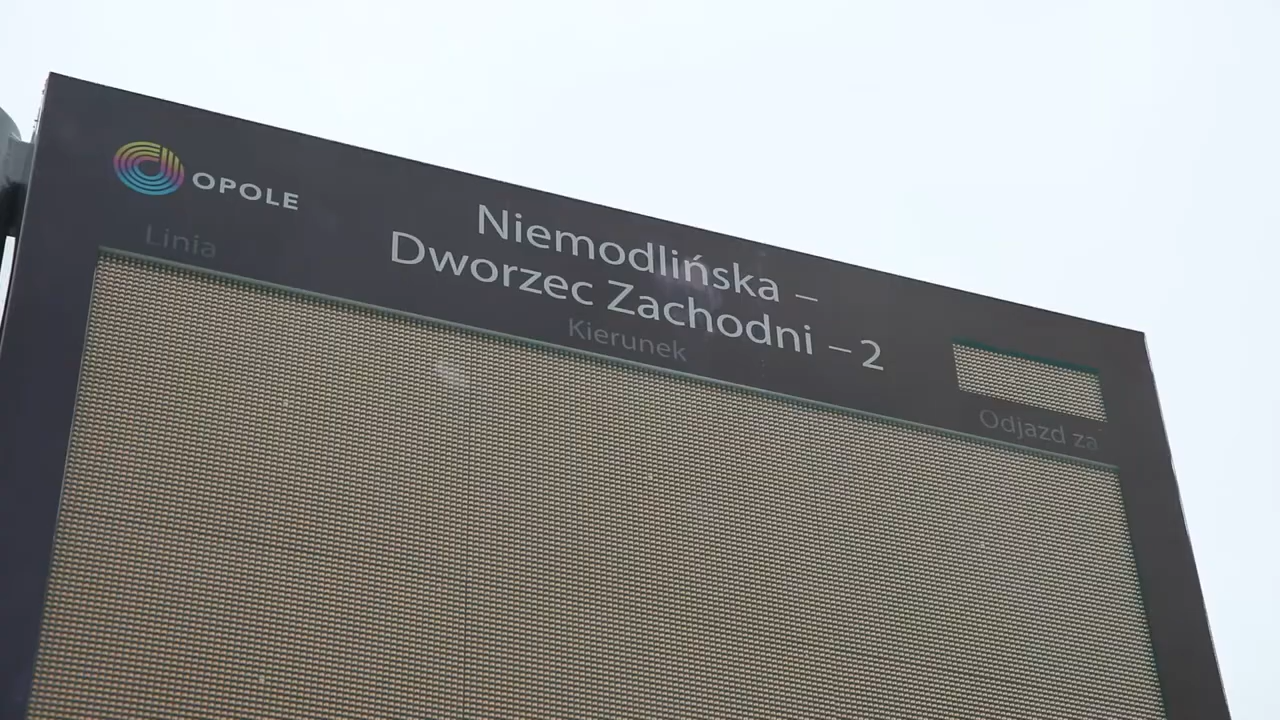 OPOLE
Niemodlińska –
Dworzec Zachodni – 2
Linia
Kierunek
Odjazd za